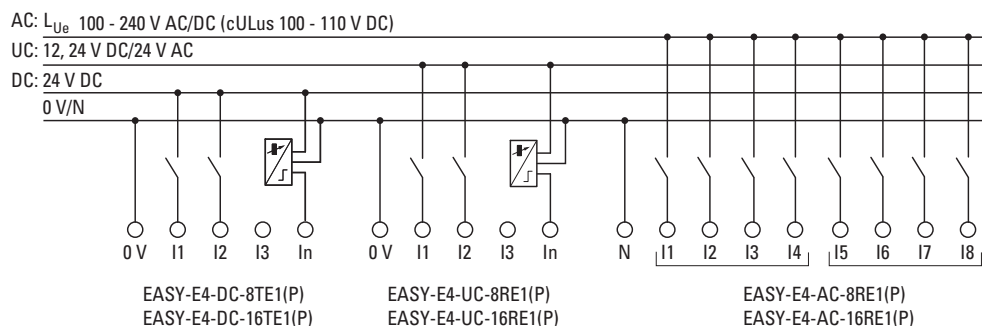 AC: LUe 100 - 240 V AC/DC (cULus 100 - 110 V DC)
UC: 12, 24 V DC/24 V AC
DC: 24 V DC
0 V/N
0 V I1 I2 I3 In 0 V I1 I2 I3 In N I1 I2 I3 I4 I5 I6 I7 I8
EASY-E4-DC-8TE1(P) EASY-E4-UC-8RE1(P) EASY-E4-AC-8RE1(P)
EASY-E4-DC-16TE1(P) EASY-E4-UC-16RE1(P) EASY-E4-AC-16RE1(P)